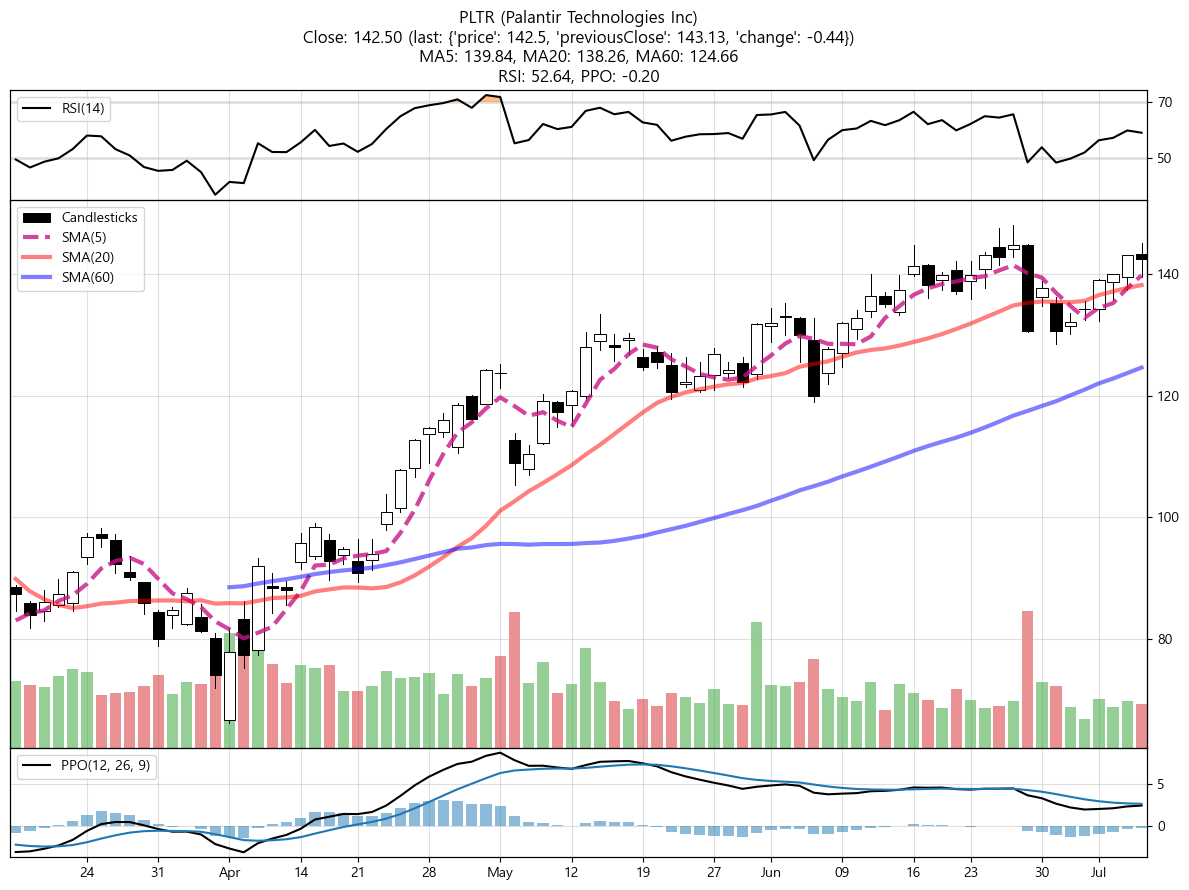 PLTR (Palantir Technologies Inc)
Close: 142.50 (last: {'price': 142.5, 'previousClose': 143.13, 'change': -0.44})
MA5: 139.84, MA20: 138.26, MA60: 124.66
RSI: 52.64, PPO: -0.20
RSI(14)
70
50
Candlesticks
SMA(5)
SMA(20)
SMA(60)
140
120
100
80
PPO(12, 26, 9)
5
0
24 31 Apr 14 21 28 May 12 19 27 Jun 09 16 23 30 Jul